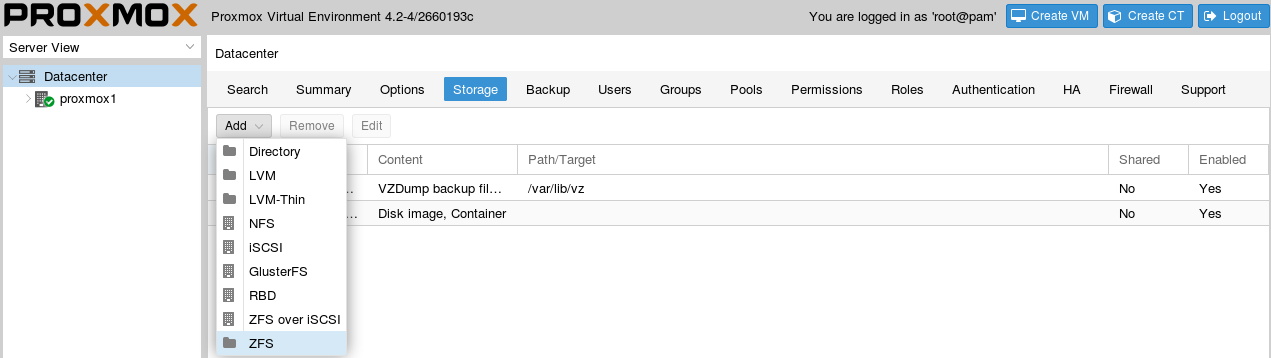 PROXMOX Proxmox Virtual Environment 4.2-4/2660193c You are logged in as 'root@pam' Create VM Create CT Logout
Server View
Datacenter
proxmox1
Datacenter
Search Summary Options Storage Backup Users Groups Pools Permissions Roles Authentication HA Firewall Support
Add Remove Edit
Content Path/Target Shared Enabled
... VZDump backup fil... /var/lib/vz No Yes
... Disk image, Container No Yes
Directory
LVM
LVM-Thin
NFS
iSCSI
GlusterFS
RBD
ZFS over iSCSI
ZFS